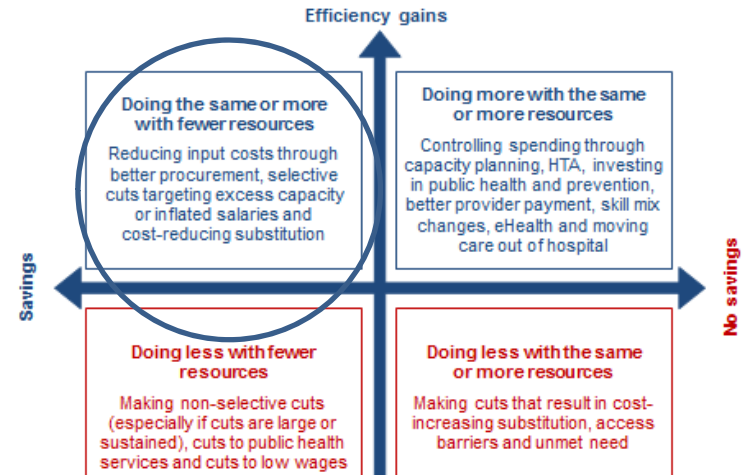 Efficiency gains
Doing the same or more
with fewer resources
Reducing input costs through
better procurement, selective
cuts targeting excess capacity
or inflated salaries and
cost-reducing substitution
Doing more with the same
or more resources
Controlling spending through
capacity planning, HTA, investing
in public health and prevention,
better provider payment, skill mix
changes, eHealth and moving
care out of hospital
Savings
No savings
Doing less with fewer
resources
Making non-selective cuts
(especially if cuts are large or
sustained), cuts to public health
services and cuts to low wages
Doing less with the same
or more resources
Making cuts that result in cost-
increasing substitution, access
barriers and unmet need